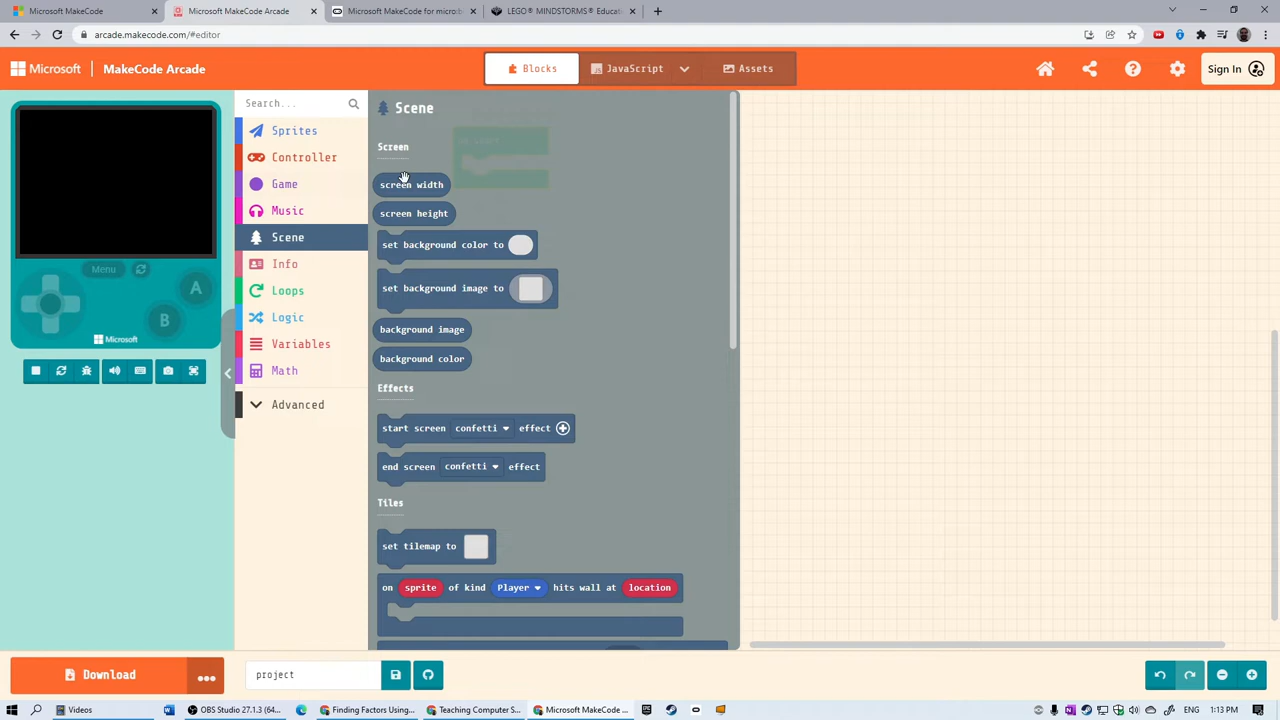 Microsoft MakeCode
Microsoft MakeCode Arcade
Microsoft MakeCode for micro:b
LEGO® MINDSTORMS® Educati
arcade.makecode.com/#editor
Microsoft
MakeCode Arcade
Blocks
JavaScript
Assets
Sign In
Menu
A
B
Microsoft
Search...
Sprites
Controller
Game
Music
Scene
Info
Loops
Logic
Variables
Math
Advanced
Scene
Screen
screen width
screen height
set background color to
set background image to
background image
background color
Effects
start screen confetti effect
end screen confetti effect
Tiles
set tilemap to
on sprite of kind Player hits wall at location
Download
project
Videos
OBS Studio 27.1.3 (64...
Finding Factors Using...
Teaching Computer S...
Microsoft MakeCode ...
1:13 PM